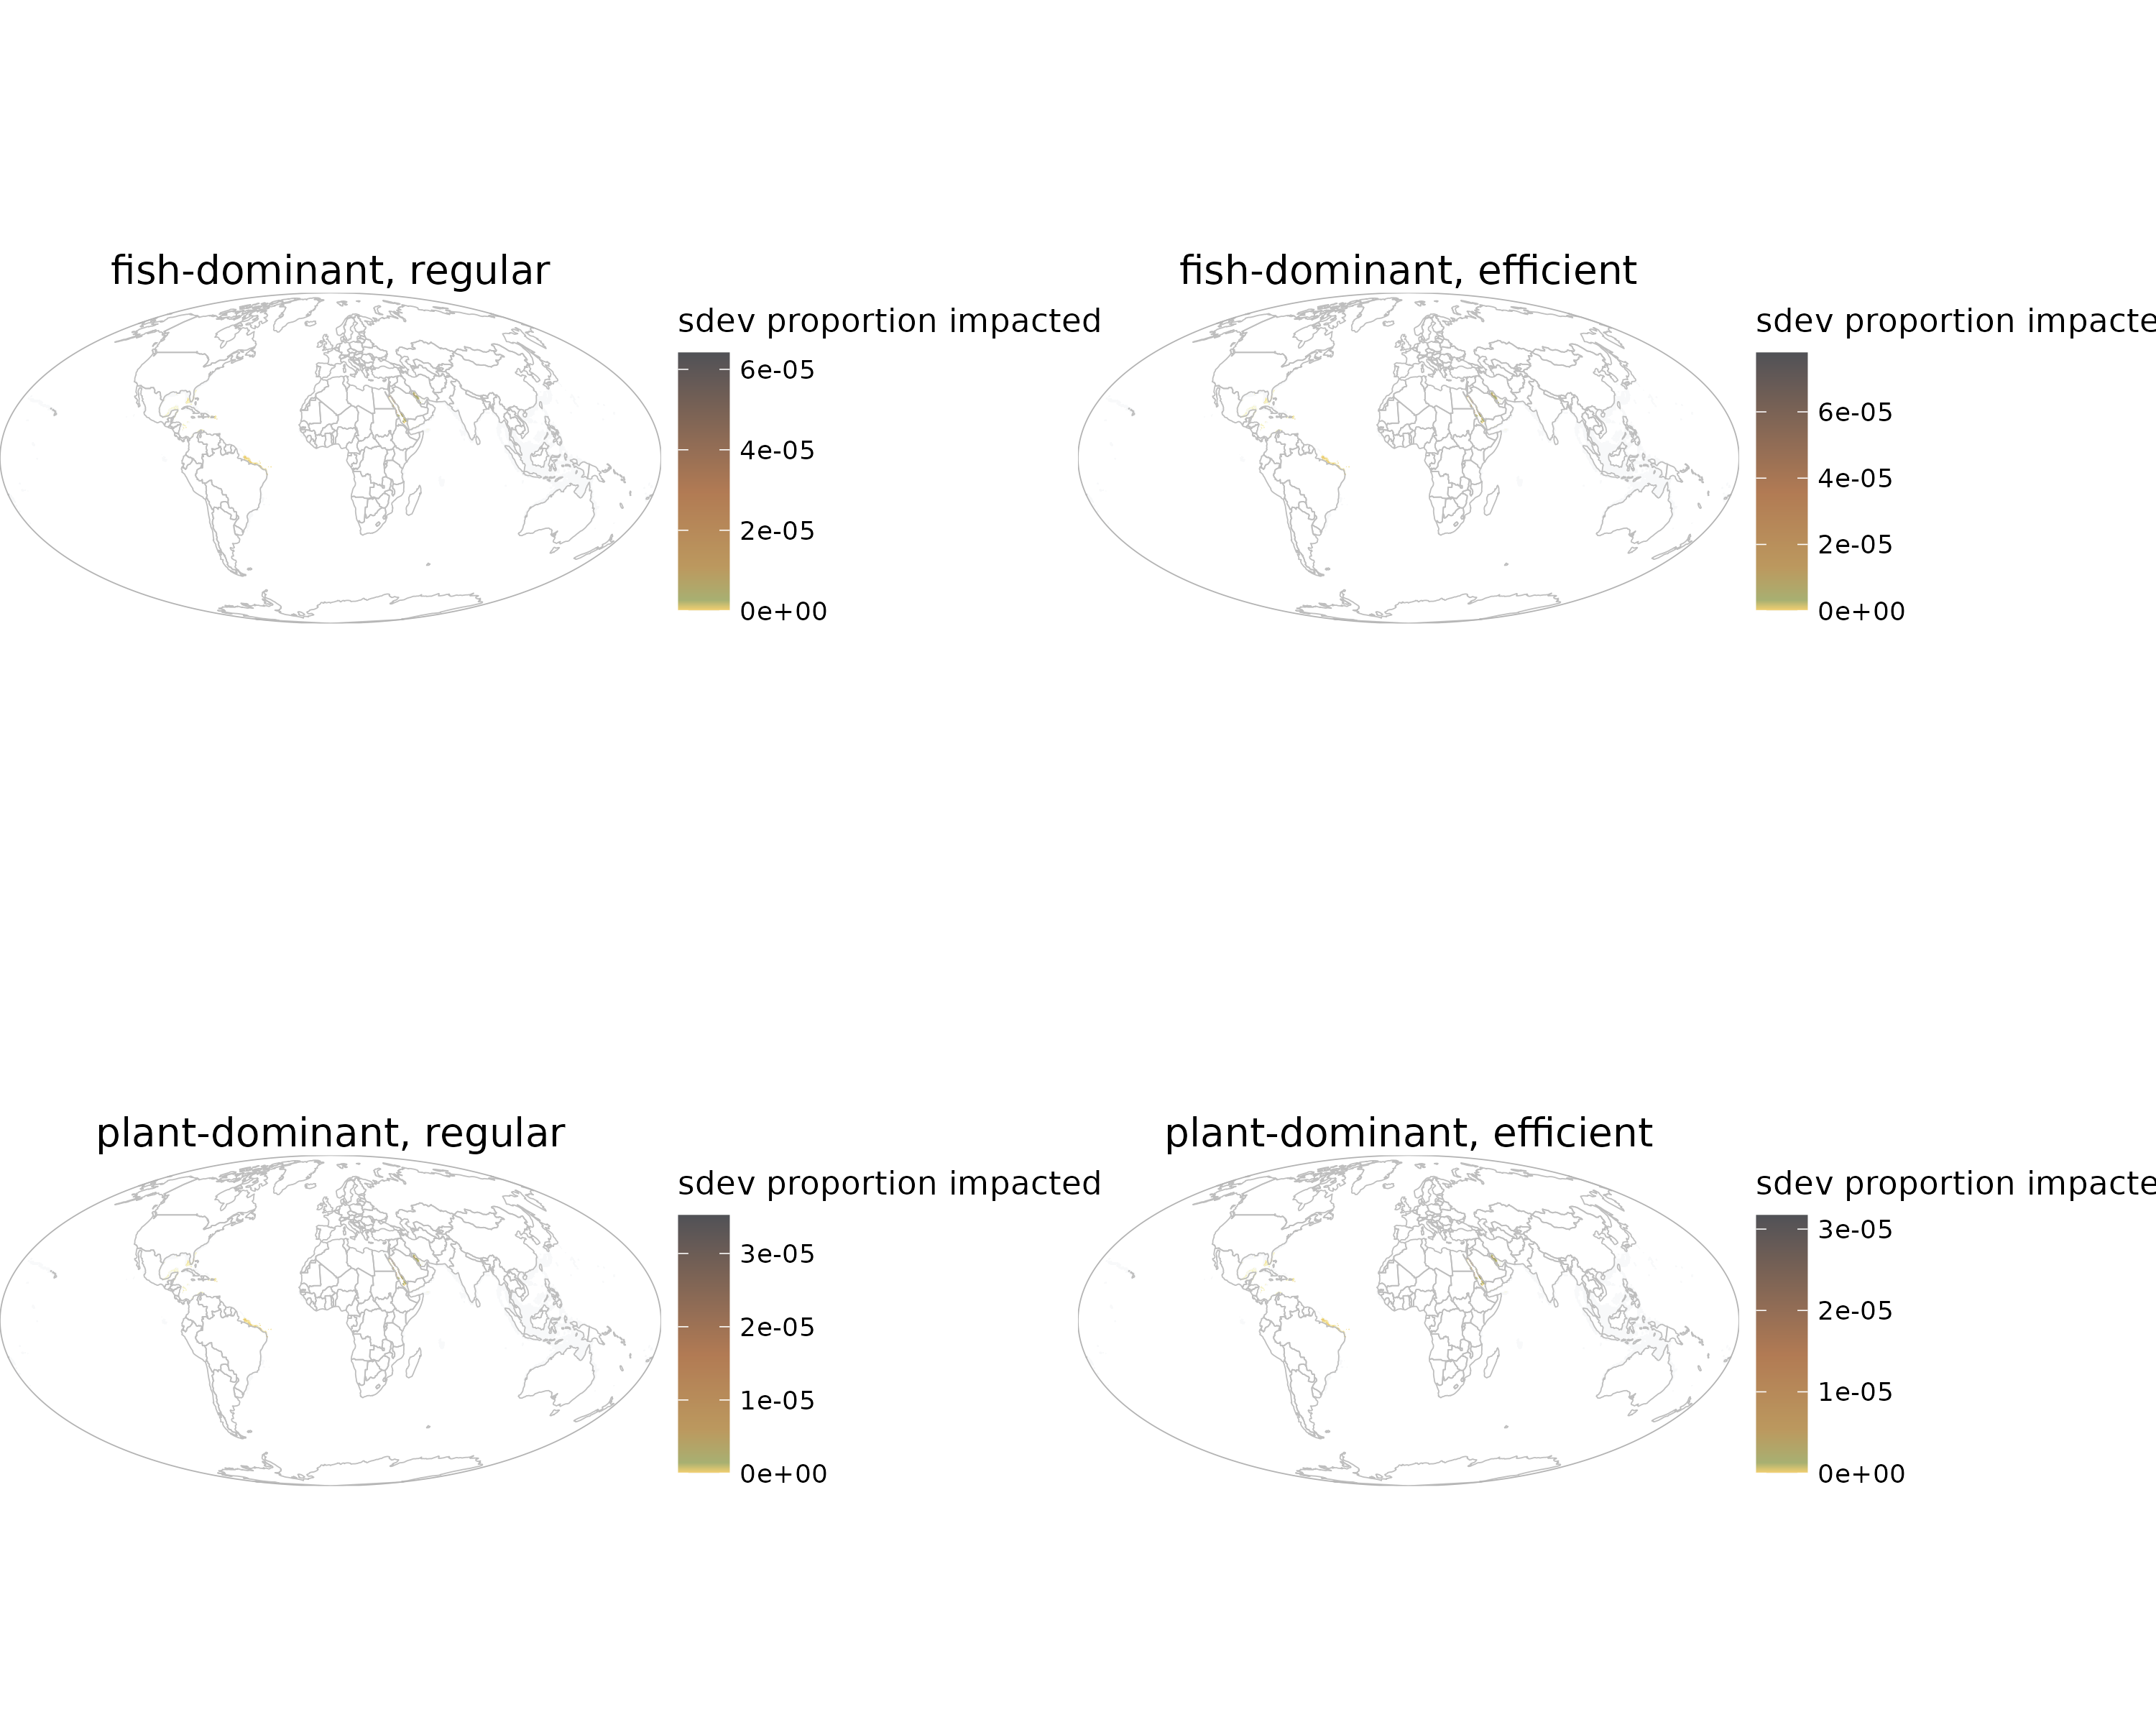 fish-dominant, regular
sdev proportion impacted
6e-05
4e-05
2e-05
0e+00
fish-dominant, efficient
sdev proportion impacte
6e-05
4e-05
2e-05
0e+00
plant-dominant, regular
sdev proportion impacted
3e-05
2e-05
1e-05
0e+00
plant-dominant, efficient
sdev proportion impacte
3e-05
2e-05
1e-05
0e+00